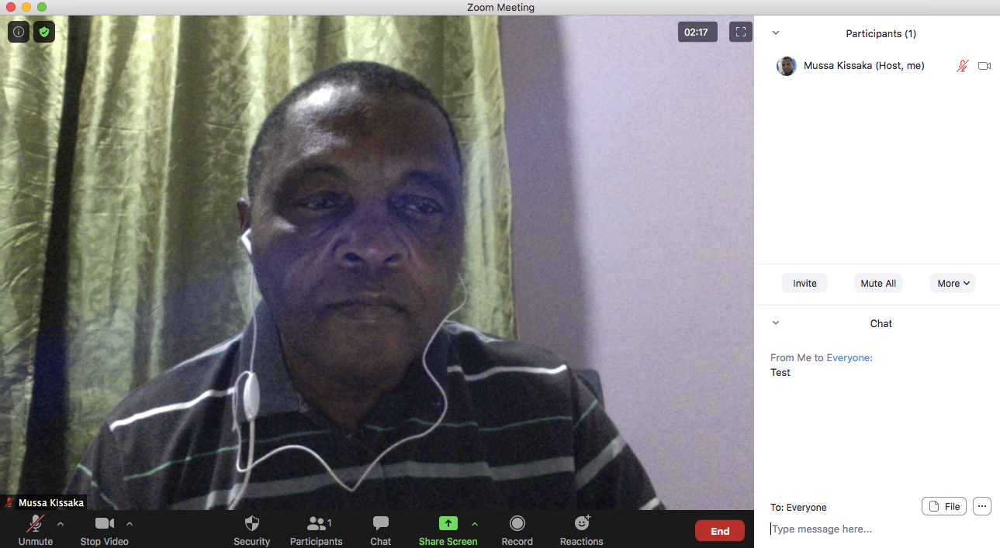 Zoom Meeting
02:17
Participants (1)
Mussa Kissaka (Host, me)
Invite
Mute All
More
Chat
From Me to Everyone:
Test
To: Everyone
File
Type message here...
Mussa Kissaka
Unmute
Stop Video
Security
1
Participants
Chat
Share Screen
Record
Reactions
End